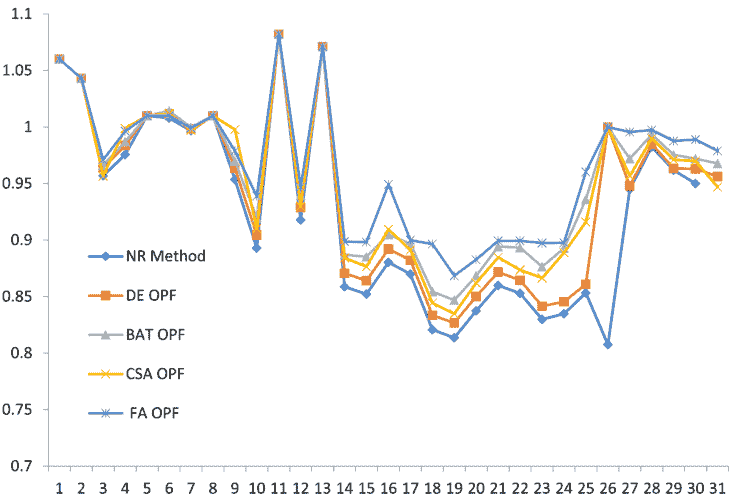 1.1
1.05
1
0.95
0.9
0.85
0.8
0.75
0.7
NR Method
DE OPF
BAT OPF
CSA OPF
FA OPF
1 2 3 4 5 6 7 8 9 10 11 12 13 14 15 16 17 18 19 20 21 22 23 24 25 26 27 28 29 30 31